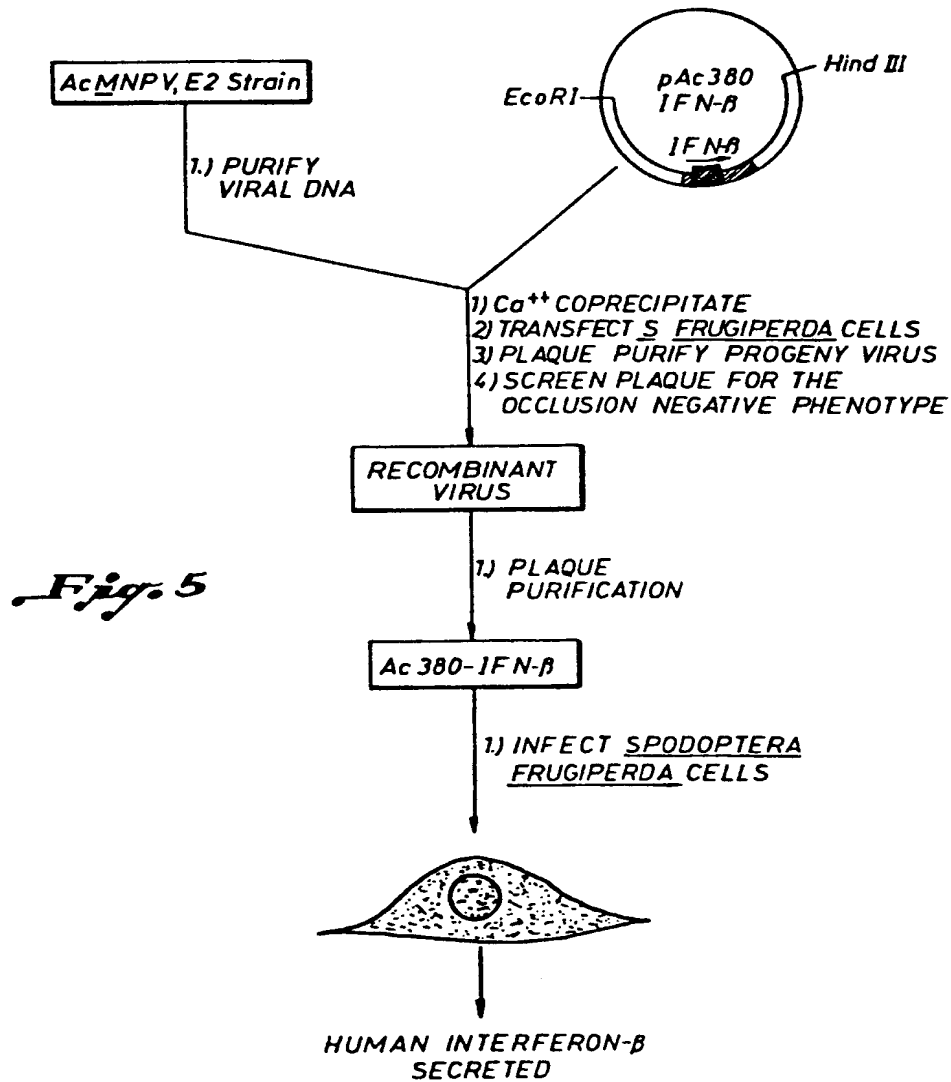 AcMNPV, E2 Strain
EcoRI
pAc380
IFN-β
Hind III
IFN-β
1.) PURIFY
VIRAL DNA
1) Ca++ COPRECIPITATE
2) TRANSFECT S FRUGIPERDA CELLS
3) PLAQUE PURIFY PROGENY VIRUS
4) SCREEN PLAQUE FOR THE
OCCLUSION NEGATIVE PHENOTYPE
RECOMBINANT
VIRUS
1.) PLAQUE
PURIFICATION
Fig. 5
Ac 380-IFN-β
1.) INFECT SPODOPTERA
FRUGIPERDA CELLS
HUMAN INTERFERON-β
SECRETED